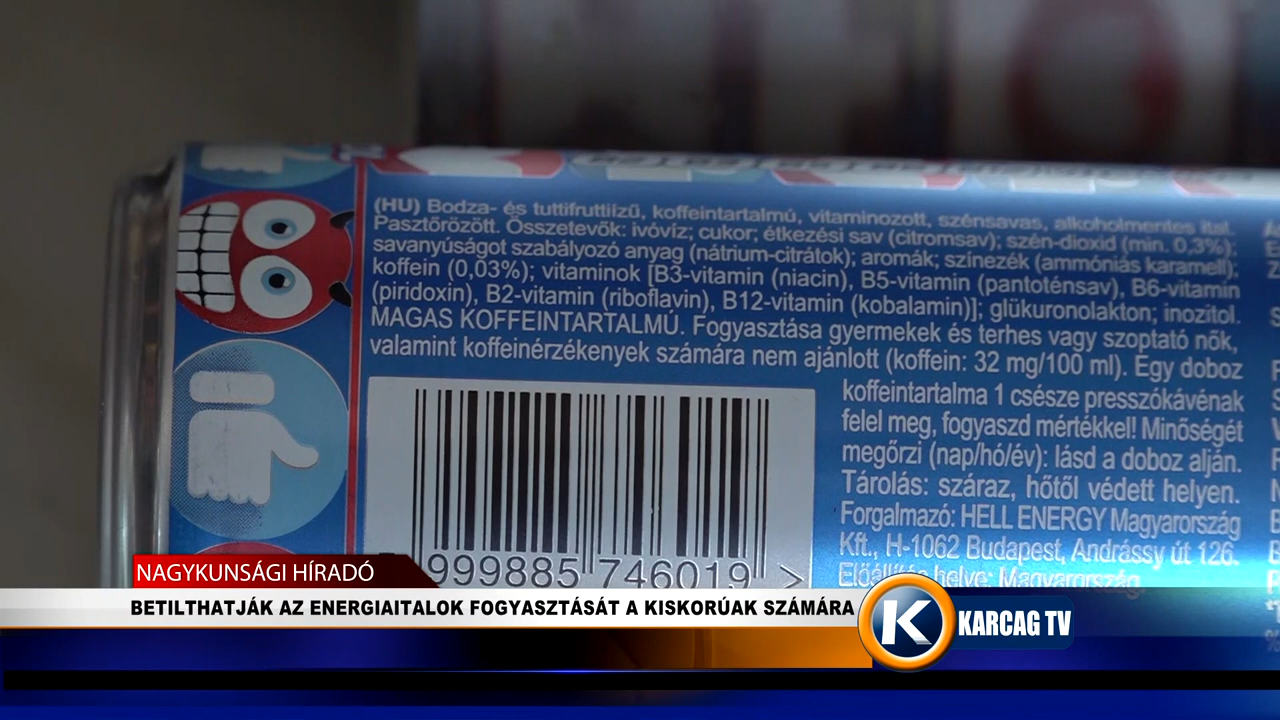 (HU) Bodza- és tuttifruttiízű, koffeintartalmú, vitaminozott, szénsavas, alkoholmentes ital.
Pasztőrözött. Összetevők: ivóvíz; cukor; étkezési sav (citromsav); szén-dioxid (min. 0,3%);
savanyúságot szabályozó anyag (nátrium-citrátok); aromák; színezék (ammóniás karamell).
koffein (0,03%); vitaminok [B3-vitamin (niacin), B5-vitamin (pantoténsav), B6-vitamin
(piridoxin), B2-vitamin (riboflavin), B12-vitamin (kobalamin)]; glükuronolakton; inozitol.
MAGAS KOFFEINTARTALMÚ. Fogyasztása gyermekek és terhes vagy szoptató nők,
valamint koffeinérzékenyek számára nem ajánlott (koffein: 32 mg/100 ml). Egy doboz
koffeintartalma 1 csésze presszókávénak
felel meg, fogyaszd mértékkel! Minőségét
megőrzi (nap/hó/év): lásd a doboz alján.
Tárolás: száraz, hőtől védett helyen.
Forgalmazó: HELL ENERGY Magyarország
Kft., H-1062 Budapest, Andrássy út 126.
Előállítás helye: Magyarország
999885 746019 >
NAGYKUNSÁGI HÍRADÓ
BETILTHATJÁK AZ ENERGIAITALOK FOGYASZTÁSÁT A KISKORÚAK SZÁMÁRA
K KARCAG TV